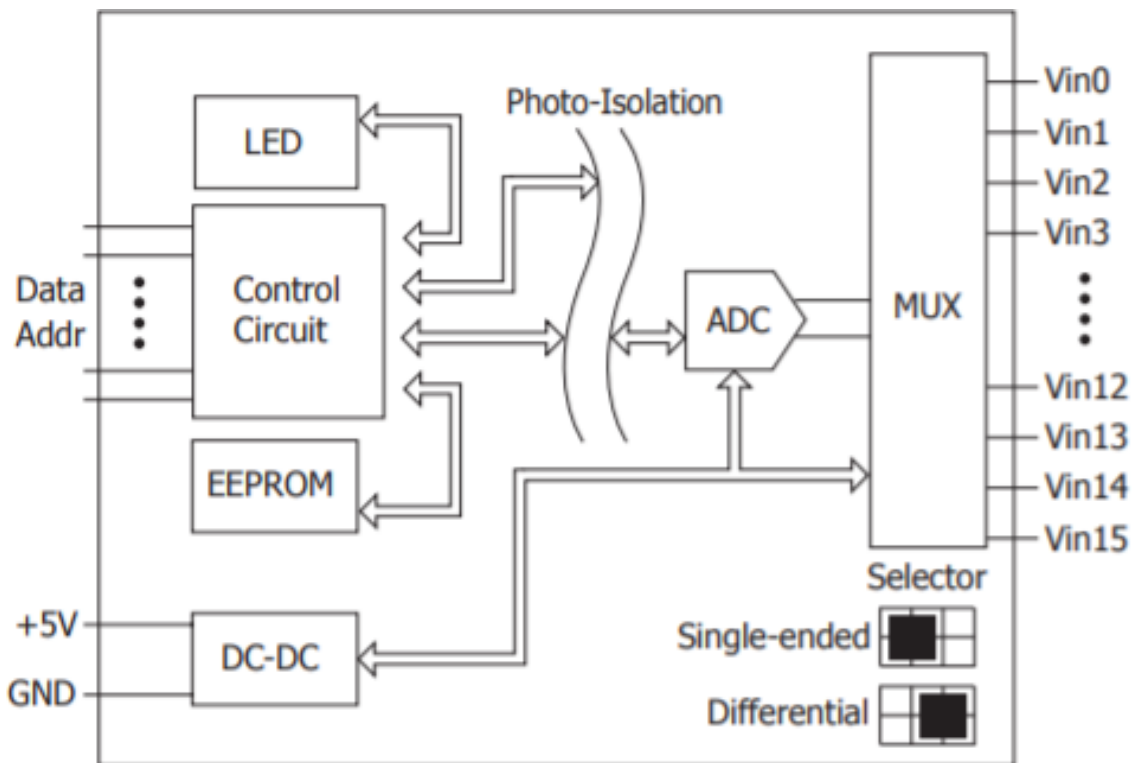 Photo-Isolation
LED
Data
Addr
Control
Circuit
EEPROM
+5V
GND
DC-DC
ADC
MUX
Vin0
Vin1
Vin2
Vin3
Vin12
Vin13
Vin14
Vin15
Selector
Single-ended
Differential